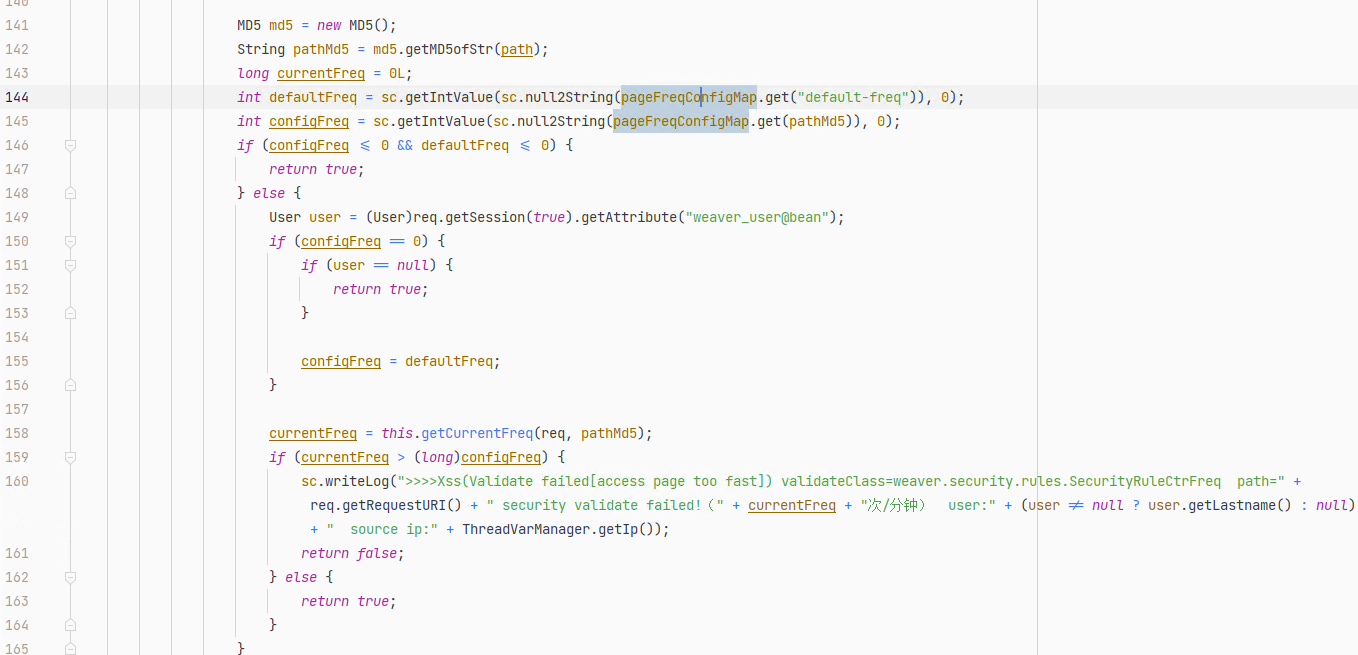 140
141 MD5 md5 = new MD5();
142 String pathMd5 = md5.getMD5ofStr(path);
143 long currentFreq = 0L;
144 int defaultFreq = sc.getIntValue(sc.null2String(pageFreqConfigMap.get("default-freq")), 0);
145 int configFreq = sc.getIntValue(sc.null2String(pageFreqConfigMap.get(pathMd5)), 0);
146 if (configFreq ≤ 0 && defaultFreq ≤ 0) {
147 return true;
148 } else {
149 User user = (User)req.getSession(true).getAttribute("weaver_user@bean");
150 if (configFreq == 0) {
151 if (user == null) {
152 return true;
153 }
154
155 configFreq = defaultFreq;
156 }
157
158 currentFreq = this.getCurrentFreq(req, pathMd5);
159 if (currentFreq > (long)configFreq) {
160 sc.writeLog(">>>>Xss(Validate failed[access page too fast]) validateClass=weaver.security.rules.SecurityRuleCtrFreq  path=" +
req.getRequestURI() + " security validate failed!（" + currentFreq + "次/分钟）  user:" + (user ≠ null ? user.getLastname() : null)
+ "  source ip:" + ThreadVarManager.getIp());
161 return false;
162 } else {
163 return true;
164 }
165 }